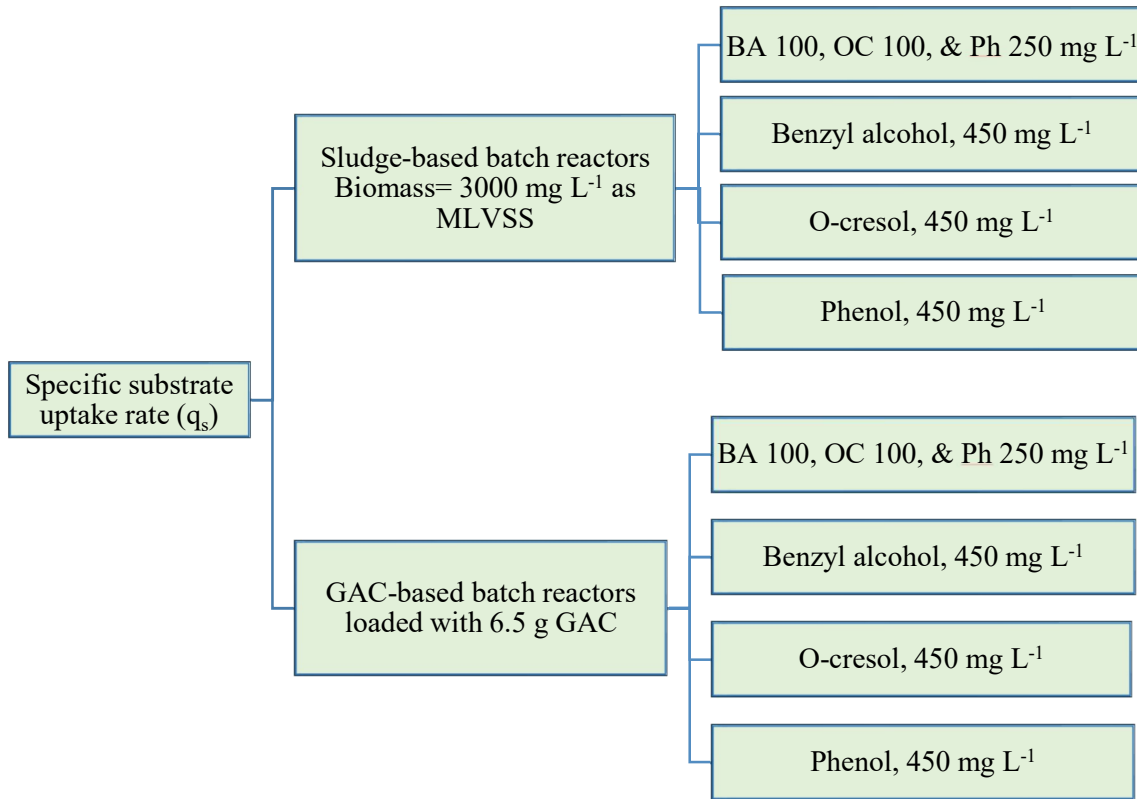 Specific substrate
uptake rate (qₛ)
Sludge-based batch reactors
Biomass= 3000 mg L⁻¹ as
MLVSS
BA 100, OC 100, & Ph 250 mg L⁻¹
Benzyl alcohol, 450 mg L⁻¹
O-cresol, 450 mg L⁻¹
Phenol, 450 mg L⁻¹
GAC-based batch reactors
loaded with 6.5 g GAC
BA 100, OC 100, & Ph 250 mg L⁻¹
Benzyl alcohol, 450 mg L⁻¹
O-cresol, 450 mg L⁻¹
Phenol, 450 mg L⁻¹